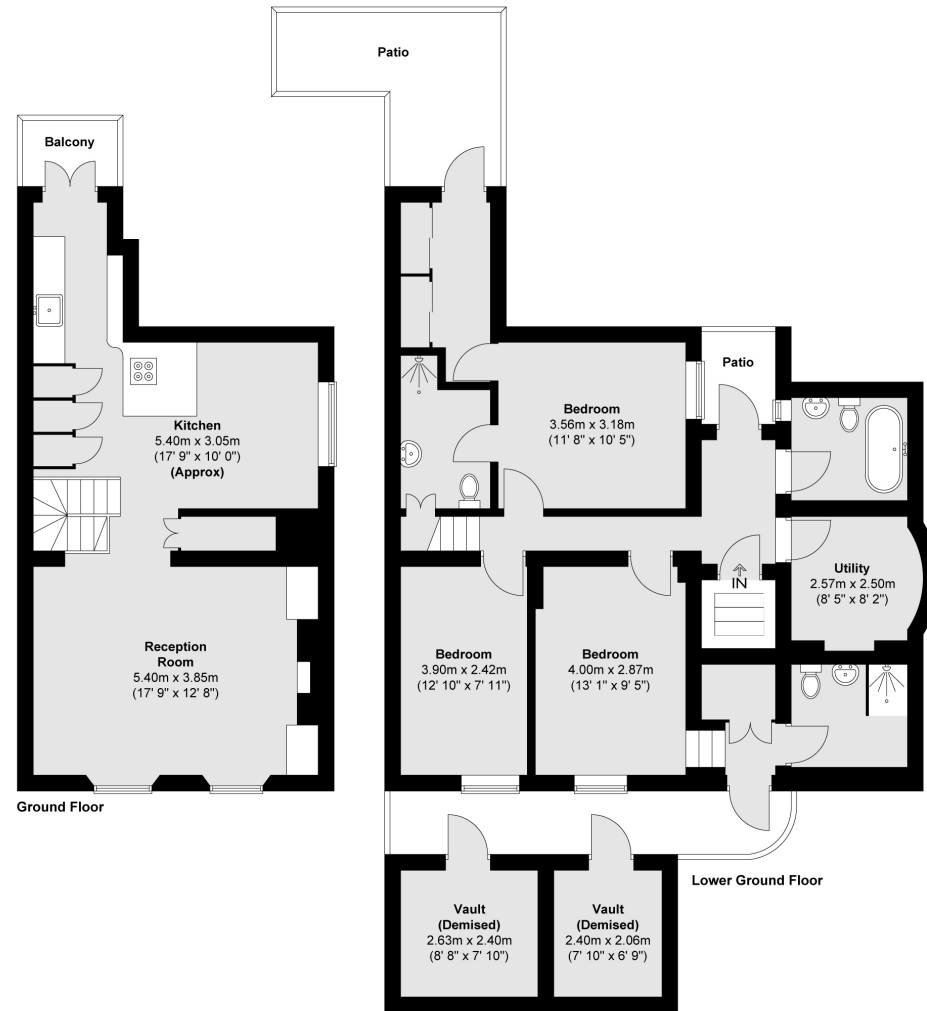 Patio
Balcony
Kitchen
5.40m x 3.05m
(17' 9" x 10' 0")
(Approx)
Reception
Room
5.40m x 3.85m
(17' 9" x 12' 8")
Ground Floor
Patio
Bedroom
3.56m x 3.18m
(11' 8" x 10' 5")
IN
Utility
2.57m x 2.50m
(8' 5" x 8' 2")
Bedroom
3.90m x 2.42m
(12' 10" x 7' 11")
Bedroom
4.00m x 2.87m
(13' 1" x 9' 5")
Lower Ground Floor
Vault
(Demised)
2.63m x 2.40m
(8' 8" x 7' 10")
Vault
(Demised)
2.40m x 2.06m
(7' 10" x 6' 9")